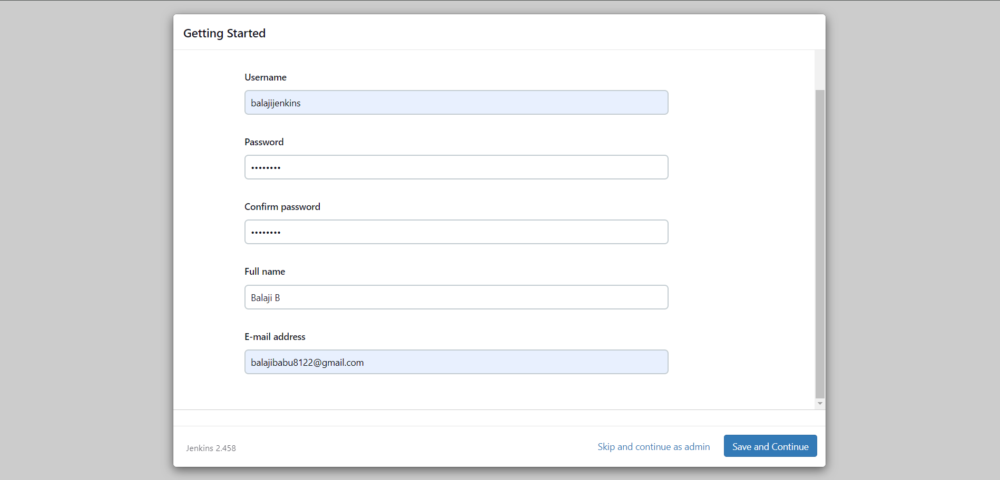 Getting Started
Username
balajijenkins
Password
••••••••
Confirm password
••••••••
Full name
Balaji B
E-mail address
balajibabu8122@gmail.com
Jenkins 2.458
Skip and continue as admin
Save and Continue